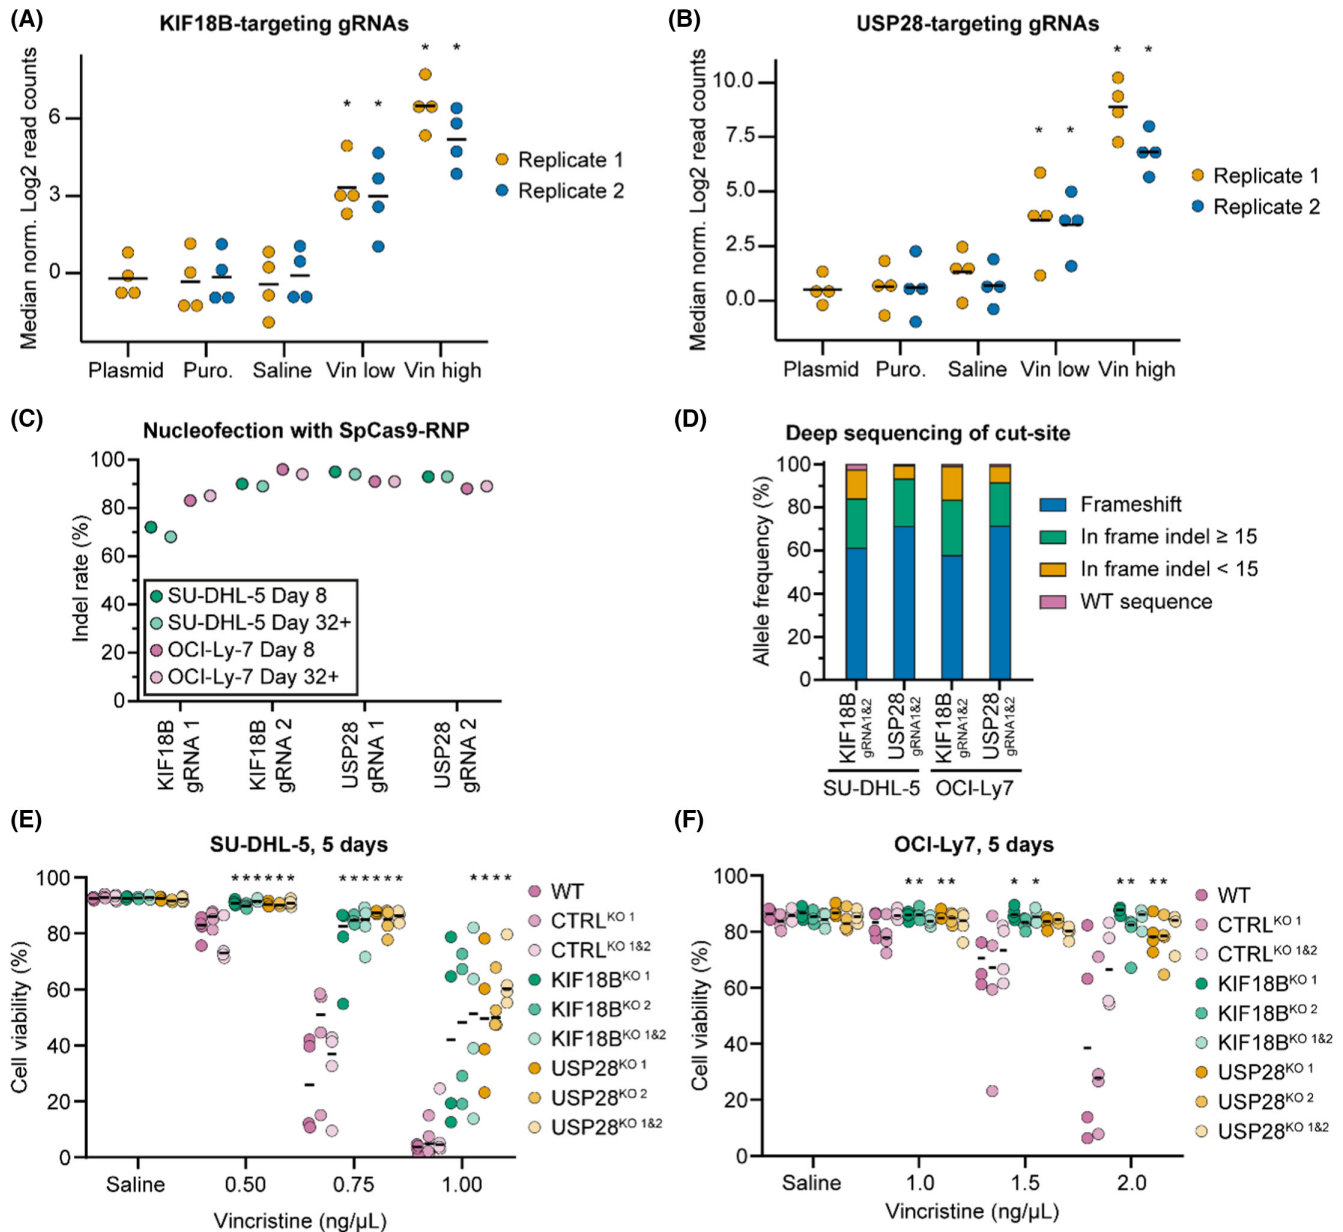 (A)
KIF18B-targeting gRNAs
Median norm. Log2 read counts
6
3
0
* * * *
Plasmid Puro. Saline Vin low Vin high
Replicate 1
Replicate 2
(B)
USP28-targeting gRNAs
Median norm. Log2 read counts
10.0
7.5
5.0
2.5
0.0
* * * *
Plasmid Puro. Saline Vin low Vin high
Replicate 1
Replicate 2
(C)
Nucleofection with SpCas9-RNP
Indel rate (%)
100
80
60
40
20
0
SU-DHL-5 Day 8
SU-DHL-5 Day 32+
OCI-Ly-7 Day 8
OCI-Ly-7 Day 32+
KIF18B gRNA 1
KIF18B gRNA 2
USP28 gRNA 1
USP28 gRNA 2
(D)
Deep sequencing of cut-site
Allele frequency (%)
100
80
60
40
20
0
Frameshift
In frame indel ≥ 15
In frame indel < 15
WT sequence
KIF18B gRNA1&2
USP28 gRNA1&2
KIF18B gRNA1&2
USP28 gRNA1&2
SU-DHL-5 OCI-Ly7
(E)
SU-DHL-5, 5 days
Cell viability (%)
100
80
60
40
20
0
* * * * * * * * * * * * * * * *
Saline 0.50 0.75 1.00
Vincristine (ng/µL)
WT
CTRL KO 1
CTRL KO 1&2
KIF18B KO 1
KIF18B KO 2
KIF18B KO 1&2
USP28 KO 1
USP28 KO 2
USP28 KO 1&2
(F)
OCI-Ly7, 5 days
Cell viability (%)
100
80
60
40
20
0
* * * * * * * * * *
Saline 1.0 1.5 2.0
Vincristine (ng/µL)
WT
CTRL KO 1
CTRL KO 1&2
KIF18B KO 1
KIF18B KO 2
KIF18B KO 1&2
USP28 KO 1
USP28 KO 2
USP28 KO 1&2